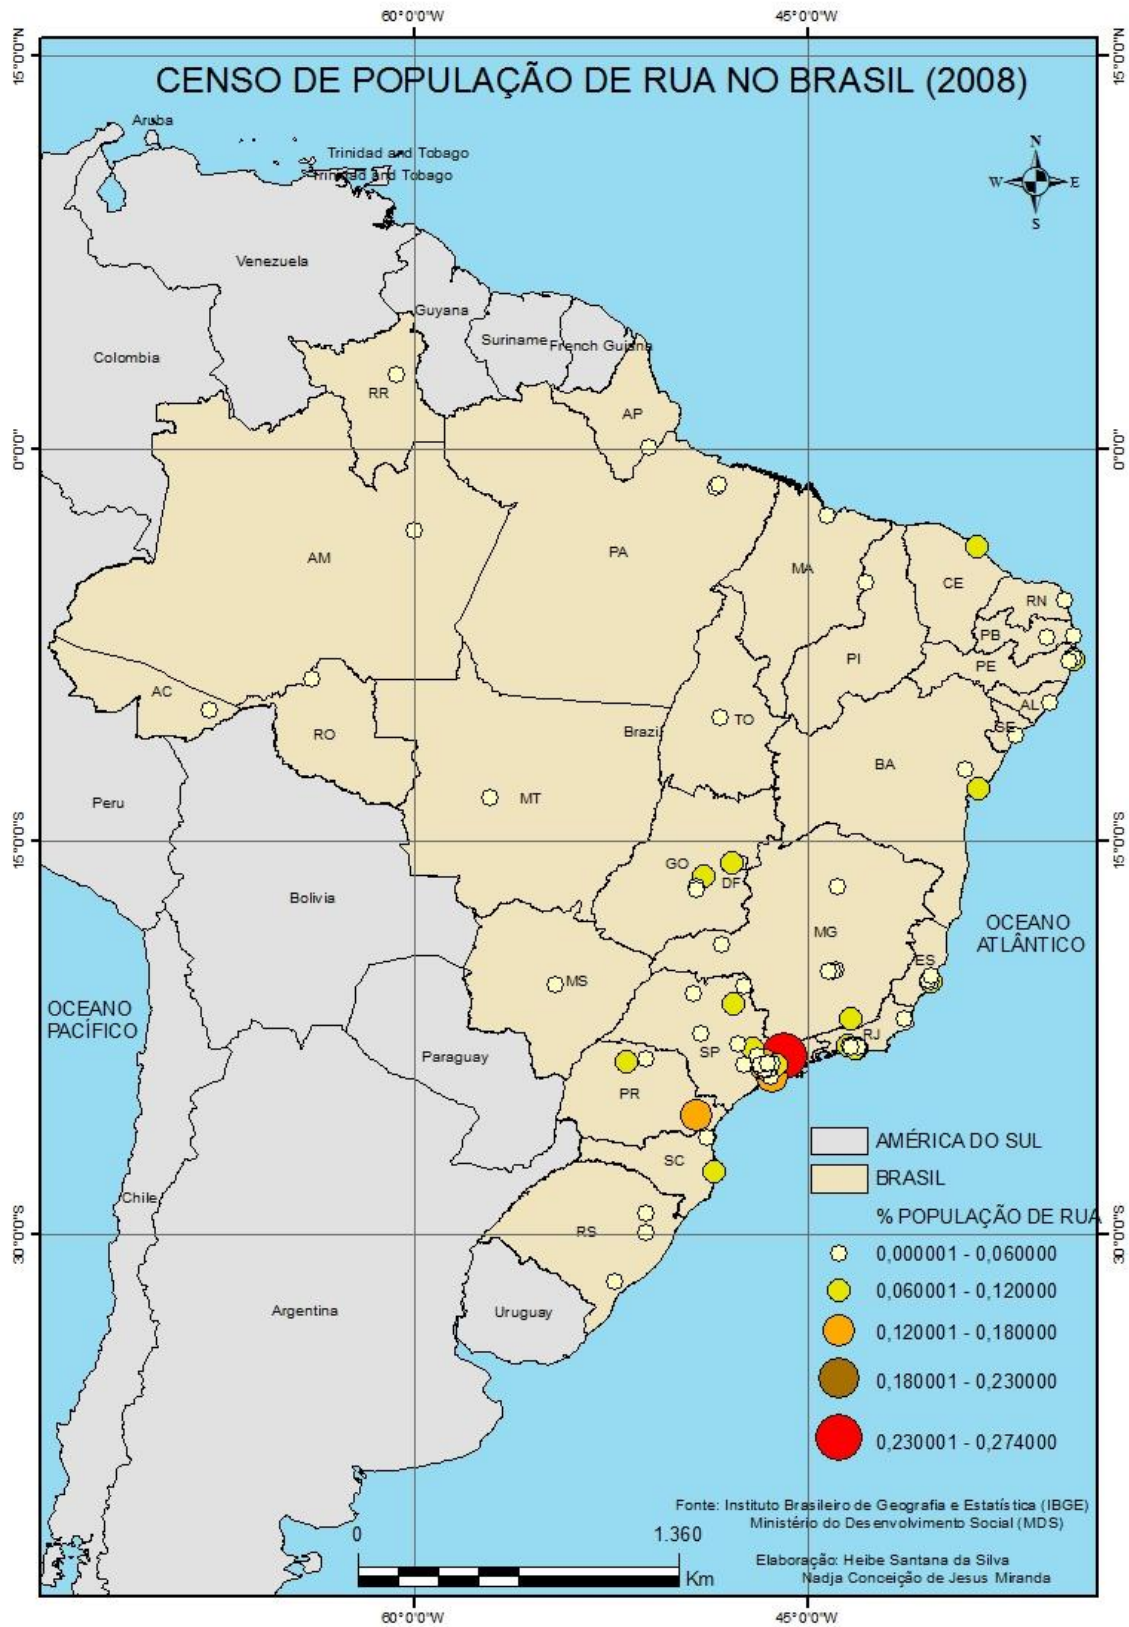 60°0'0"W
45°0'0"W
15°0'0"N
15°0'0"N
CENSO DE POPULAÇÃO DE RUA NO BRASIL (2008)
Aruba
Trinidad and Tobago
Trinidad and Tobago
N
W
E
S
Venezuela
Guyana
Suriname
French Guiana
Colombia
RR
AP
0°0'0"
0°0'0"
AM
PA
MA
CE
RN
PB
PI
PE
AC
AL
TO
SE
RO
Brazil
BA
MT
Peru
15°0'0"S
15°0'0"S
GO
DF
Bolivia
MG
OCEANO
ATLÂNTICO
ES
MS
OCEANO
PACÍFICO
RJ
SP
Paraguay
PR
AMÉRICA DO SUL
SC
BRASIL
Chile
% POPULAÇÃO DE RUA
RS
30°0'0"S
30°0'0"S
0,000001 - 0,060000
0,060001 - 0,120000
Argentina
Uruguay
0,120001 - 0,180000
0,180001 - 0,230000
0,230001 - 0,274000
Fonte: Instituto Brasileiro de Geografia e Estatística (IBGE)
Ministério do Desenvolvimento Social (MDS)
0
1.360
Km
Elaboração: Heibe Santana da Silva
Nadja Conceição de Jesus Miranda
60°0'0"W
45°0'0"W